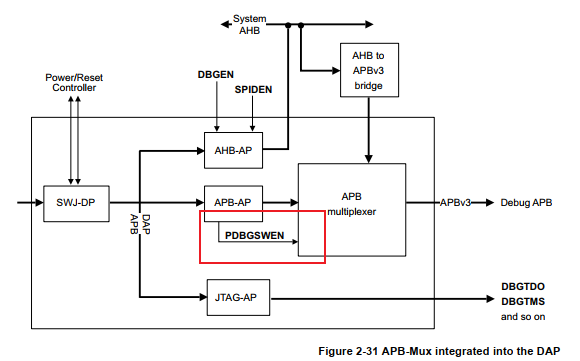 System
AHB
AHB to
APBv3
bridge
DBGEN
SPIDEN
Power/Reset
Controller
AHB-AP
SWJ-DP
DAP
APB
APB-AP
APB
multiplexer
APBv3
Debug APB
PDBGSWEN
JTAG-AP
DBGTDO
DBGTMS
and so on
Figure 2-31 APB-Mux integrated into the DAP